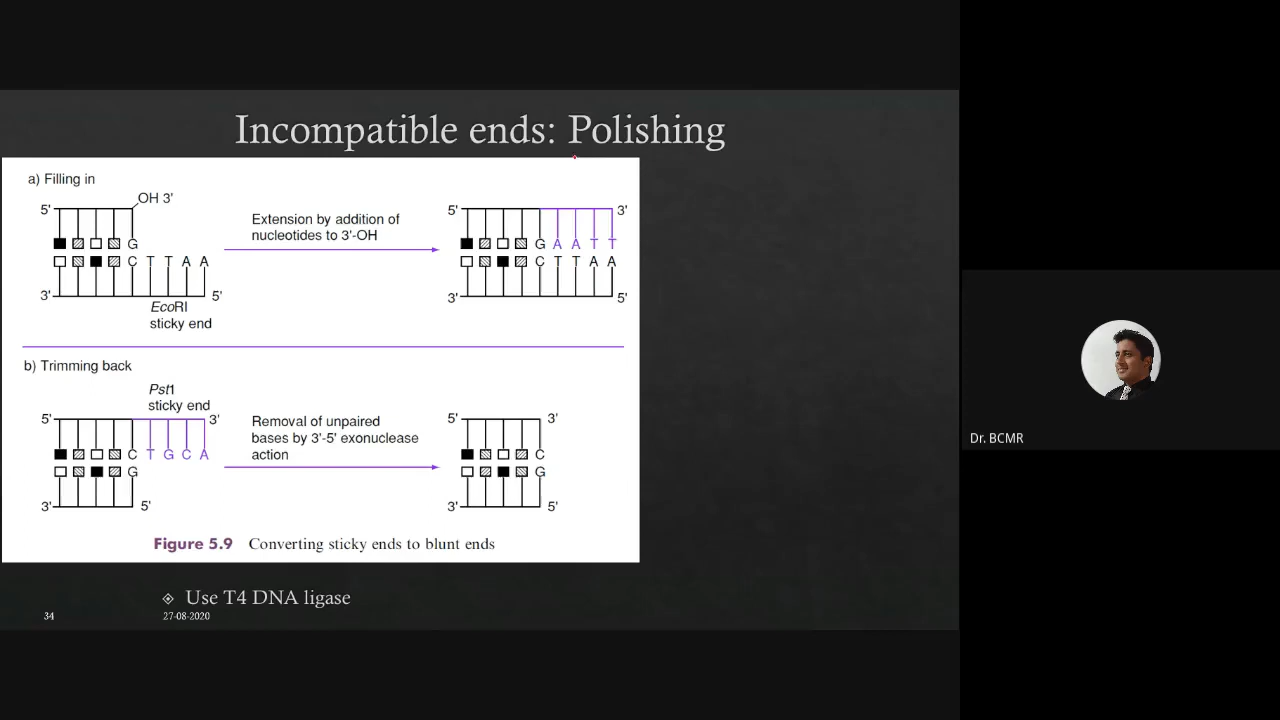 Incompatible ends: Polishing
a) Filling in
OH 3'
5'
G
C T T A A
3'
5'
EcoRI
sticky end
Extension by addition of
nucleotides to 3'-OH
5'
3'
G A A T T
C T T A A
3'
5'
b) Trimming back
Pst1
sticky end
5'
3'
C T G C A
G
3'
5'
Removal of unpaired
bases by 3'-5' exonuclease
action
5'
3'
C
G
3'
5'
Figure 5.9 Converting sticky ends to blunt ends
Use T4 DNA ligase
34
27-08-2020
Dr. BCMR